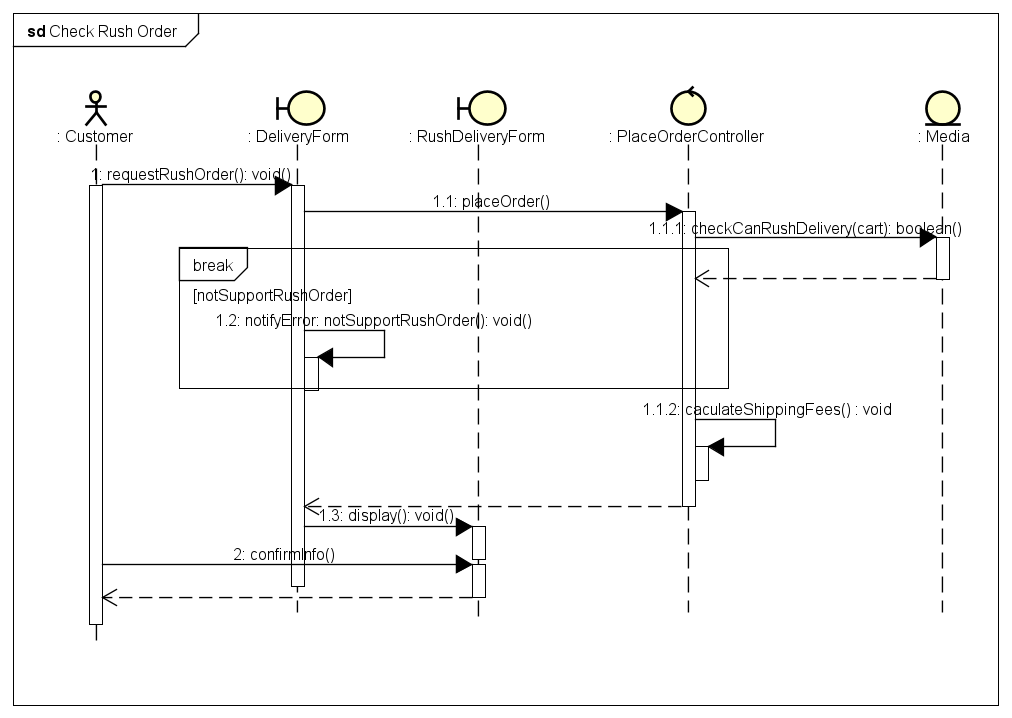 sd Check Rush Order
: Customer
: DeliveryForm
: RushDeliveryForm
: PlaceOrderController
: Media
1: requestRushOrder(): void()
1.1: placeOrder()
1.1.1: checkCanRushDelivery(cart): boolean()
break
[notSupportRushOrder]
1.2: notifyError: notSupportRushOrder(): void()
1.1.2: caculateShippingFees() : void
1.3: display(): void()
2: confirmInfo()